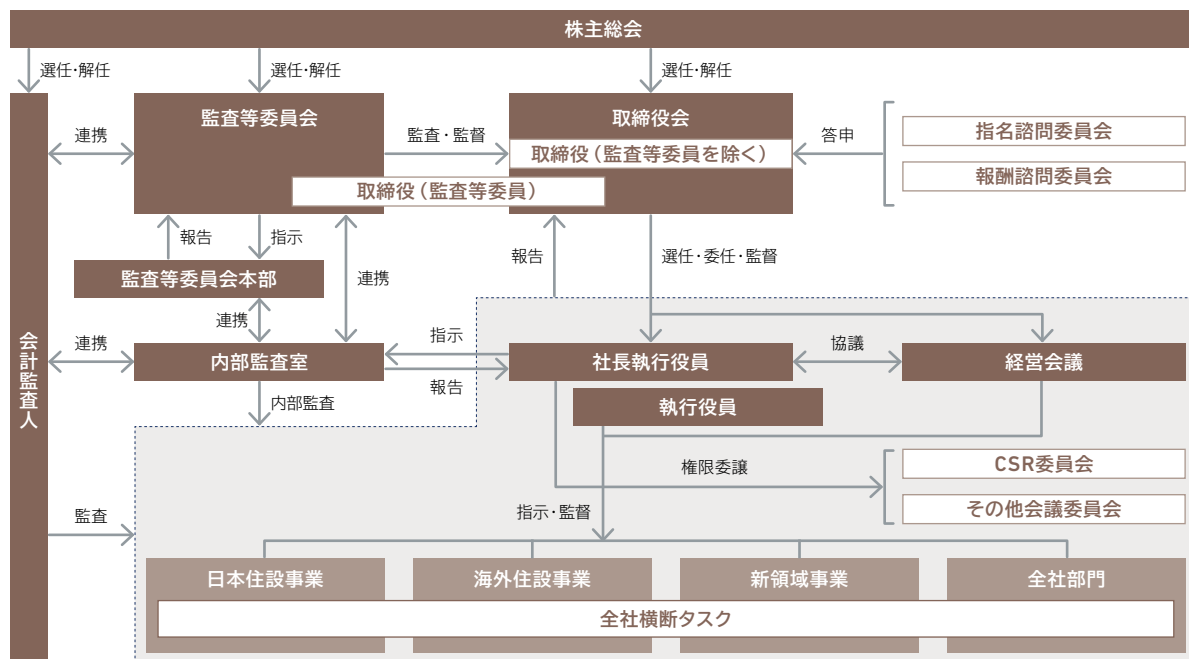 株主総会
選任・解任
選任・解任
選任・解任
監査等委員会
取締役会
連携
監査・監督
取締役（監査等委員を除く）
答申
指名諮問委員会
報酬諮問委員会
取締役（監査等委員）
報告
指示
連携
報告
選任・委任・監督
監査等委員会本部
連携
会計監査人
連携
内部監査室
指示
報告
社長執行役員
協議
経営会議
執行役員
内部監査
権限委譲
CSR委員会
その他会議委員会
監査
指示・監督
日本住設事業
海外住設事業
新領域事業
全社部門
全社横断タスク